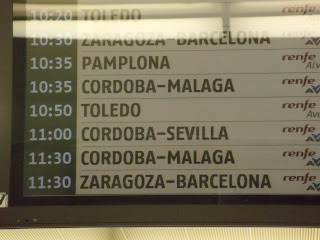 10:20 TOLEDO renfe
10:30 ZARAGOZA-BARCELONA renfe
10:35 PAMPLONA renfe
10:35 CORDOBA-MALAGA renfe
10:50 TOLEDO renfe
11:00 CORDOBA-SEVILLA renfe
11:30 CORDOBA-MALAGA renfe
11:30 ZARAGOZA-BARCELONA renfe